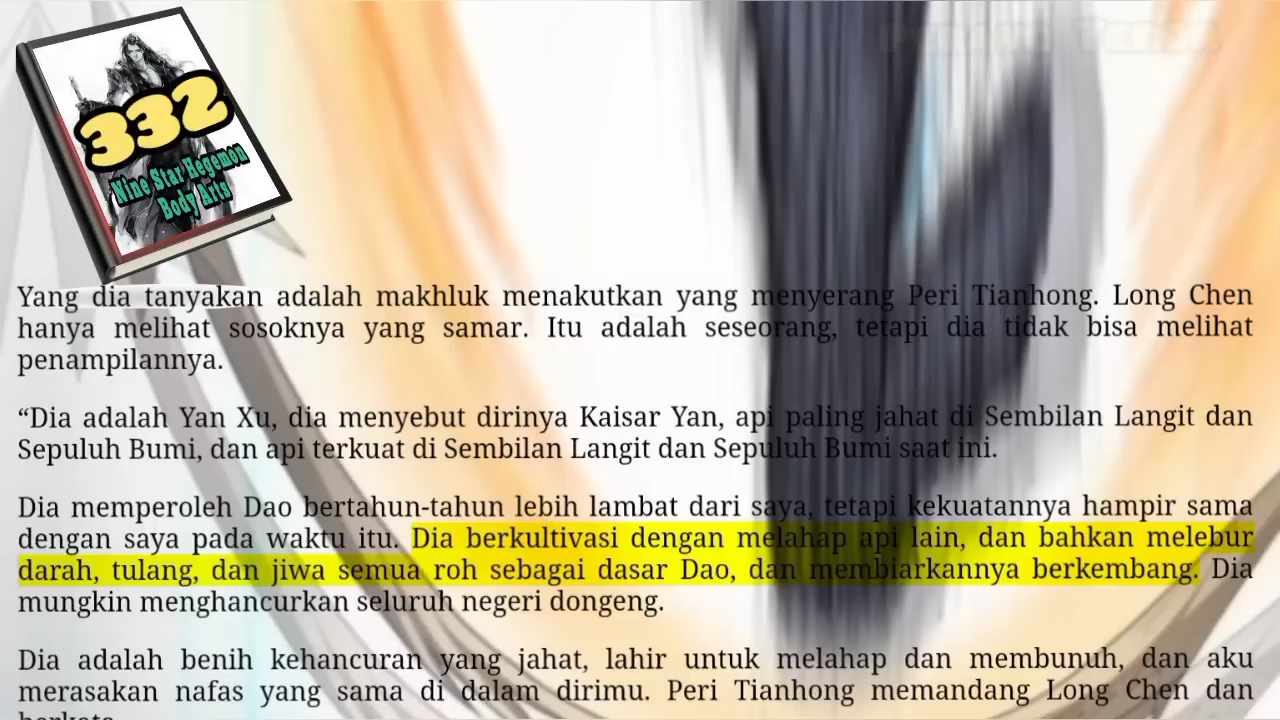 332
Nine Star Hegemon
Body Arts
Yang dia tanyakan adalah makhluk menakutkan yang menyerang Peri Tianhong. Long Chen
hanya melihat sosoknya yang samar. Itu adalah seseorang, tetapi dia tidak bisa melihat
penampilannya.
“Dia adalah Yan Xu, dia menyebut dirinya Kaisar Yan, api paling jahat di Sembilan Langit dan
Sepuluh Bumi, dan api terkuat di Sembilan Langit dan Sepuluh Bumi saat ini.
Dia memperoleh Dao bertahun-tahun lebih lambat dari saya, tetapi kekuatannya hampir sama
dengan saya pada waktu itu. Dia berkultivasi dengan melahap api lain, dan bahkan melebur
darah, tulang, dan jiwa semua roh sebagai dasar Dao, dan membiarkannya berkembang. Dia
mungkin menghancurkan seluruh negeri dongeng.
Dia adalah benih kehancuran yang jahat, lahir untuk melahap dan membunuh, dan aku
merasakan nafas yang sama di dalam dirimu. Peri Tianhong memandang Long Chen dan